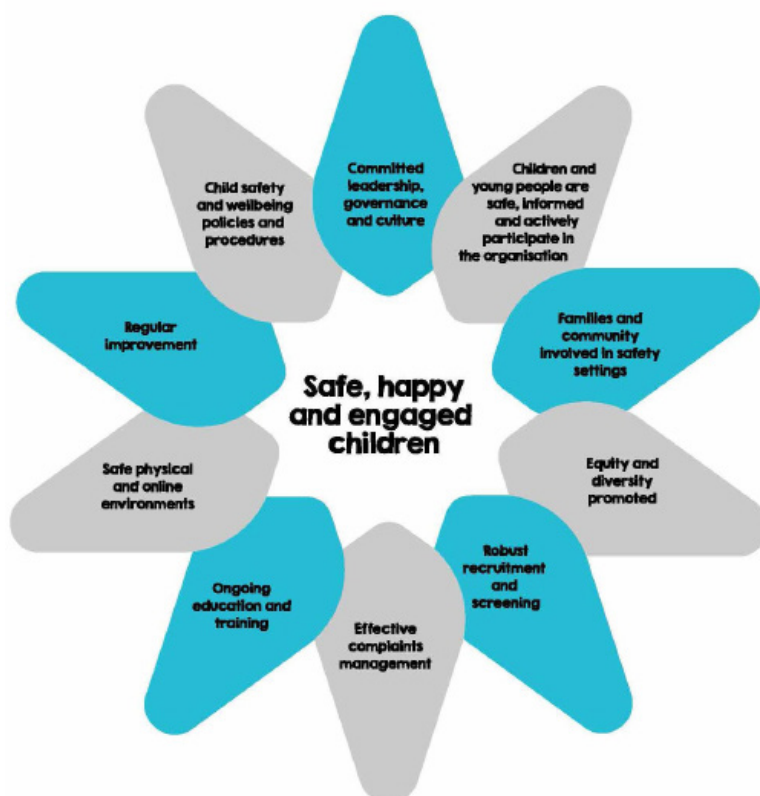 Committed
leadership,
governance
and culture
Children and
young people are
safe, informed
and actively
participate in
the organisation
Families and
community
involved in safety
settings
Equity and
diversity
promoted
Robust
recruitment
and
screening
Effective
complaints
management
Ongoing
education and
training
Safe physical
and online
environments
Regular
improvement
Child safety
and wellbeing
policies and
procedures
Safe, happy
and engaged
children